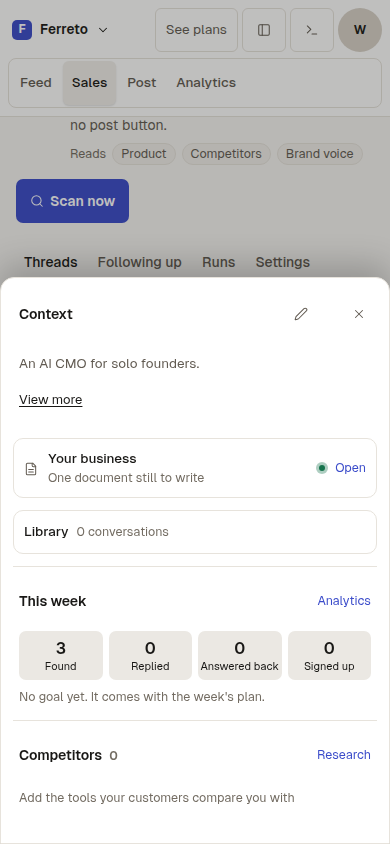 F Ferreto See plans W
Feed Sales Post Analytics
no post button.
Reads Product Competitors Brand voice
Scan now
Threads Following up Runs Settings
Context
An AI CMO for solo founders.
View more
Your business
One document still to write
Open
Library 0 conversations
This week Analytics
3 0 0 0
Found Replied Answered back Signed up
No goal yet. It comes with the week's plan.
Competitors 0 Research
Add the tools your customers compare you with